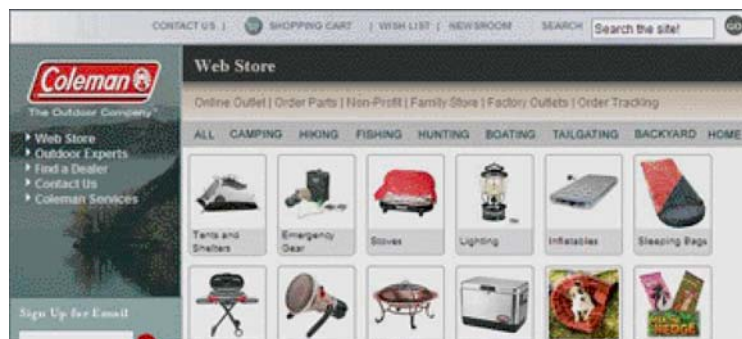 CONTACT US | SHOPPING CART | WISH LIST | NEWSROOM SEARCH Search the site! GO
Coleman
The Outdoor Company
Web Store
Web Store
Outdoor Experts
Find a Dealer
Contact Us
Coleman Services
Online Outlet | Order Parts | Non-Profit | Family Store | Factory Outlets | Order Tracking
ALL CAMPING HIKING FISHING HUNTING BOATING TAILGATING BACKYARD HOME
Tents and
Shelters
Emergency
Gear
Stoves
Lighting
Inflatables
Sleeping Bags
Sign Up for Email